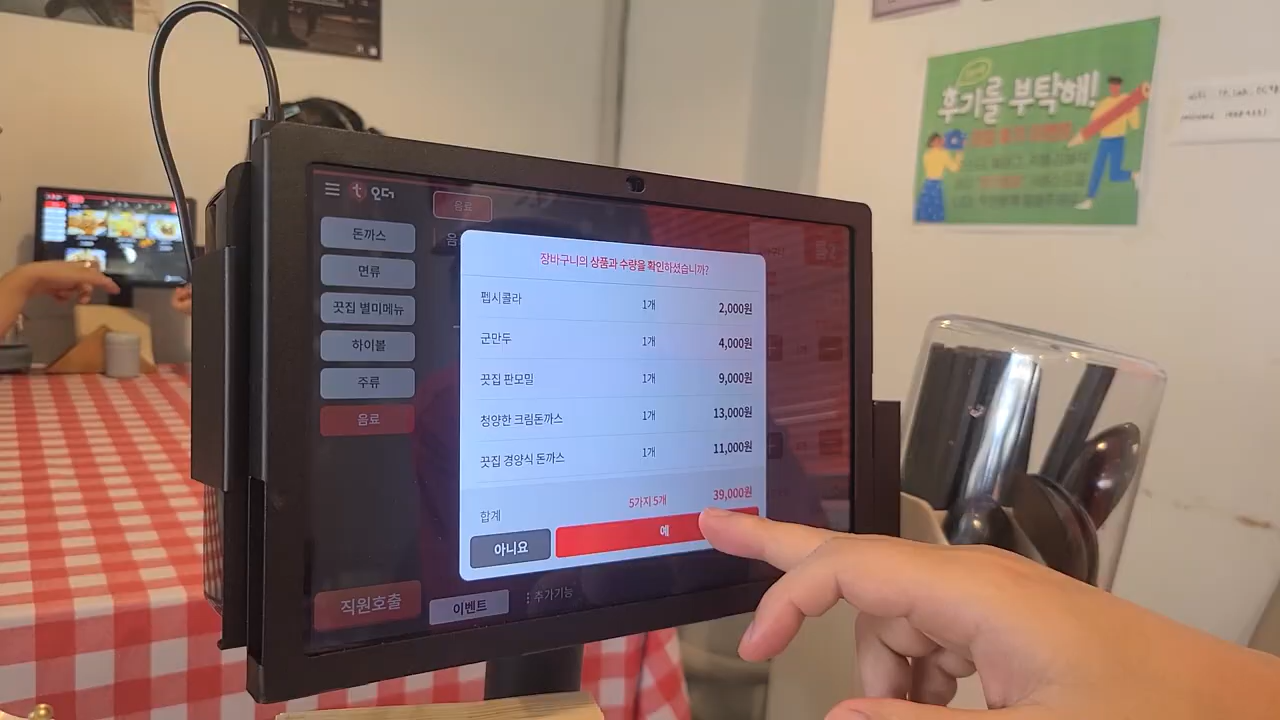 t 오더
음료
돈까스
면류
끗집 별미메뉴
하이볼
주류
음료
장바구니의 상품과 수량을 확인하셨습니까?
펩시콜라 1개 2,000원
군만두 1개 4,000원
끗집 판모밀 1개 9,000원
청양한 크림돈까스 1개 13,000원
끗집 경양식 돈까스 1개 11,000원
합계 5가지 5개 39,000원
아니요
예
직원호출
이벤트
추가기능
후기를 부탁해!